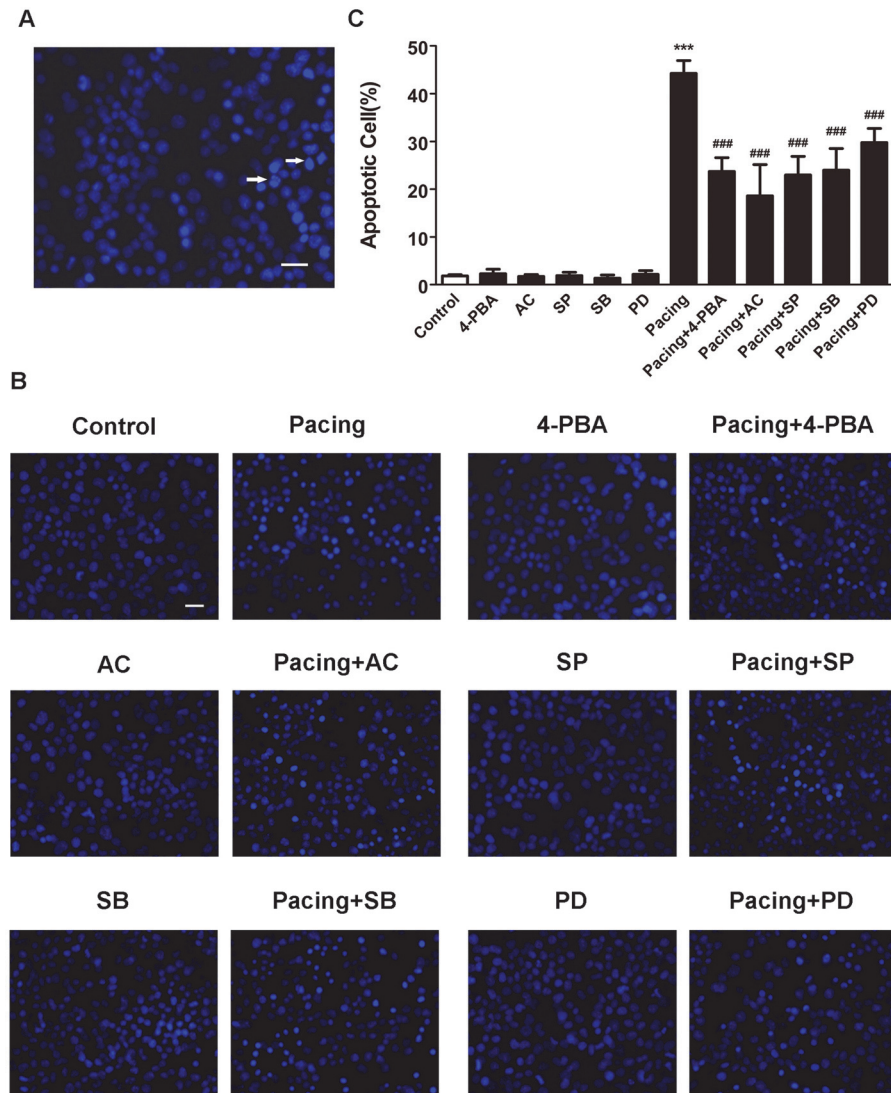 A
C
Apoptotic Cell(%)
50
40
30
20
10
0
***
###
###
###
###
###
Control
4-PBA
AC
SP
SB
PD
Pacing
Pacing+4-PBA
Pacing+AC
Pacing+SP
Pacing+SB
Pacing+PD
B
Control
Pacing
4-PBA
Pacing+4-PBA
AC
Pacing+AC
SP
Pacing+SP
SB
Pacing+SB
PD
Pacing+PD